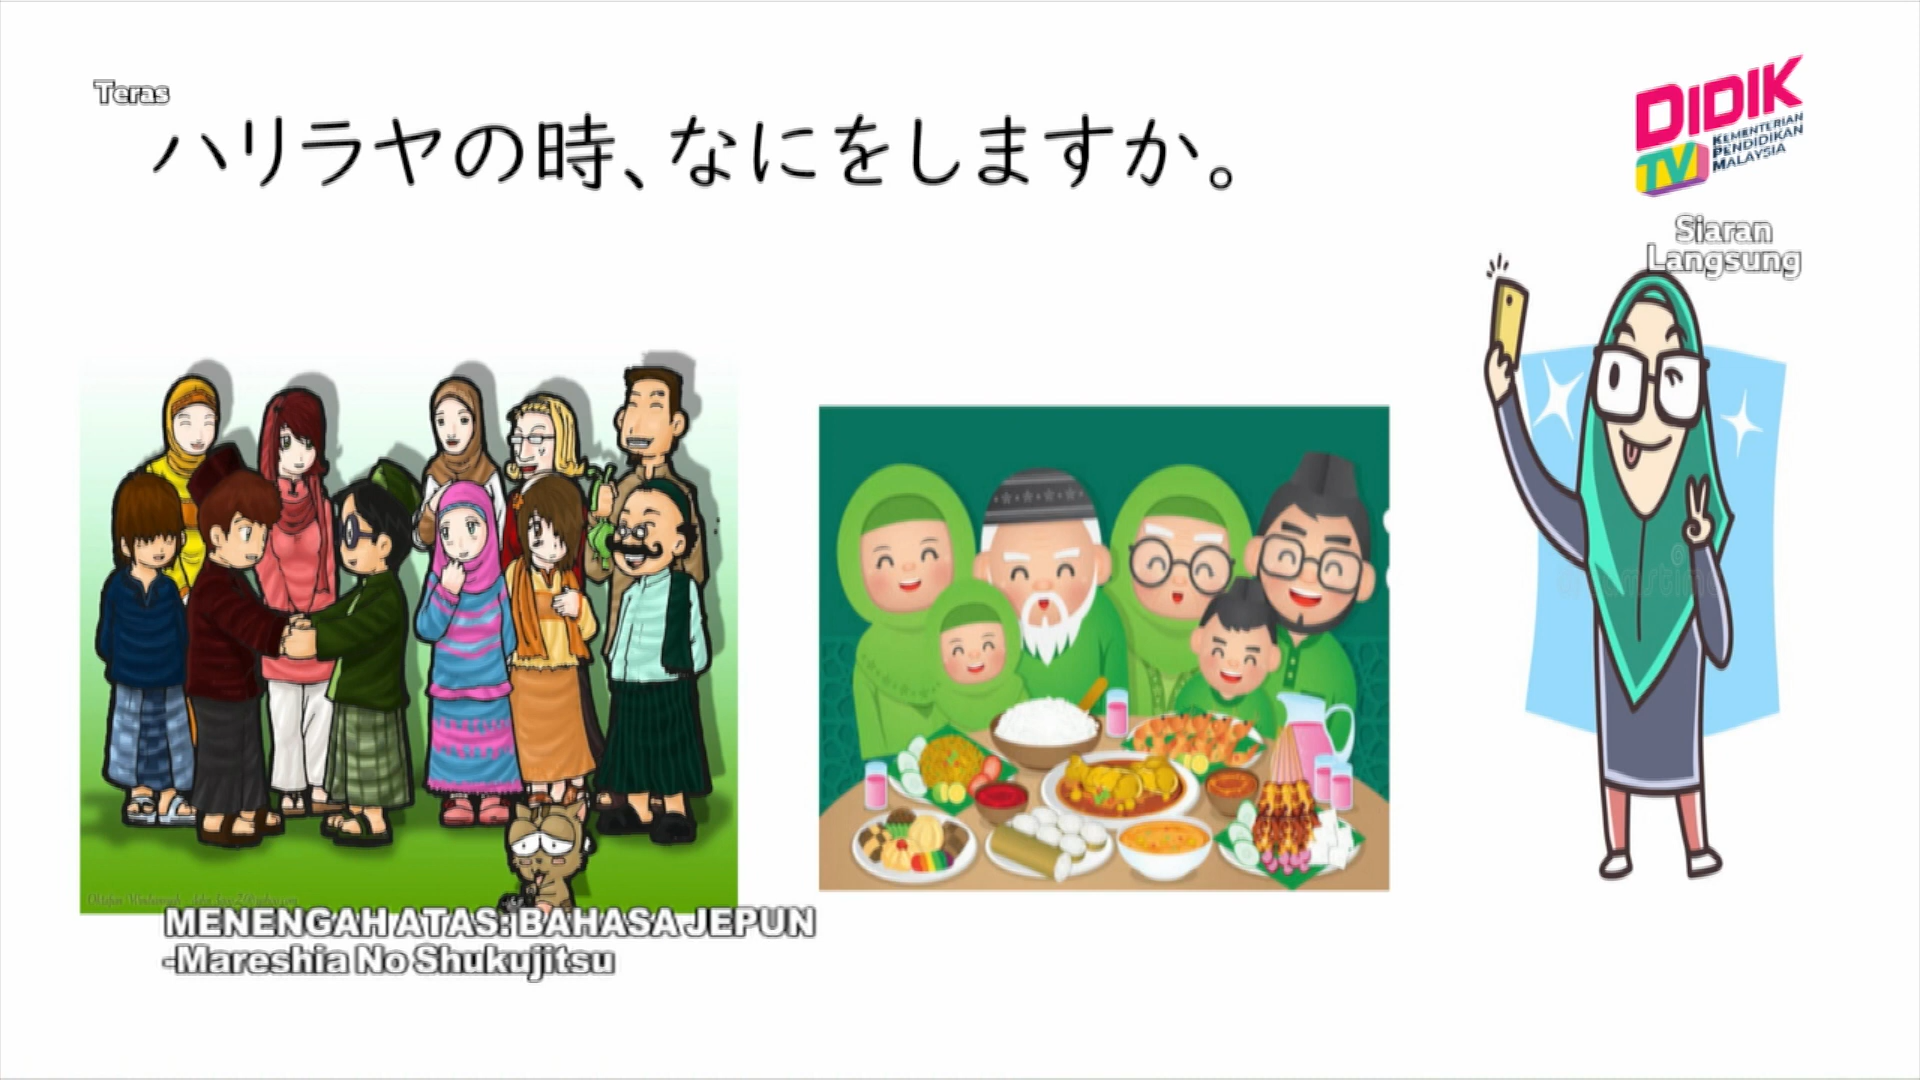 Teras
ハリラヤの時、なにをしますか。
DIDIK
TV
KEMENTERIAN
PENDIDIKAN
MALAYSIA
Siaran
Langsung
MENENGAH ATAS: BAHASA JEPUN
-Mareshia No Shukujitsu